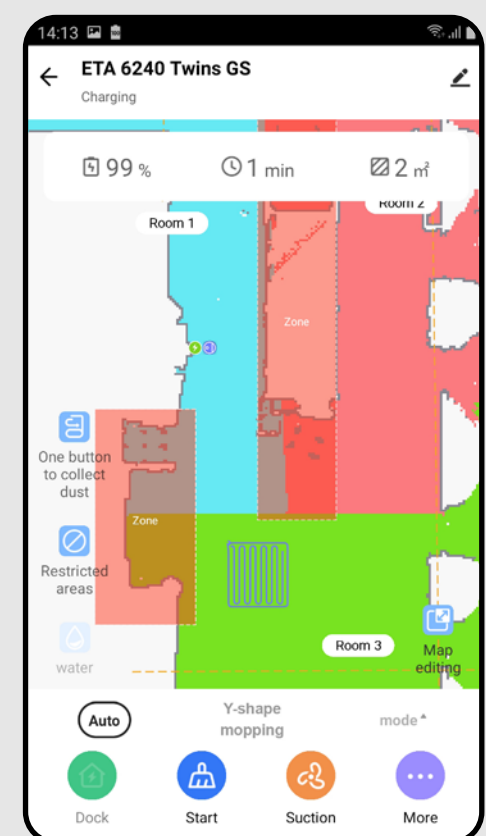 14:13
ETA 6240 Twins GS
Charging
99 %
1 min
2 ㎡
Room 1
Room 2
Zone
One button
to collect
dust
Zone
Restricted
areas
water
Room 3
Map
editing
Auto
Y-shape
mopping
mode
Dock
Start
Suction
More